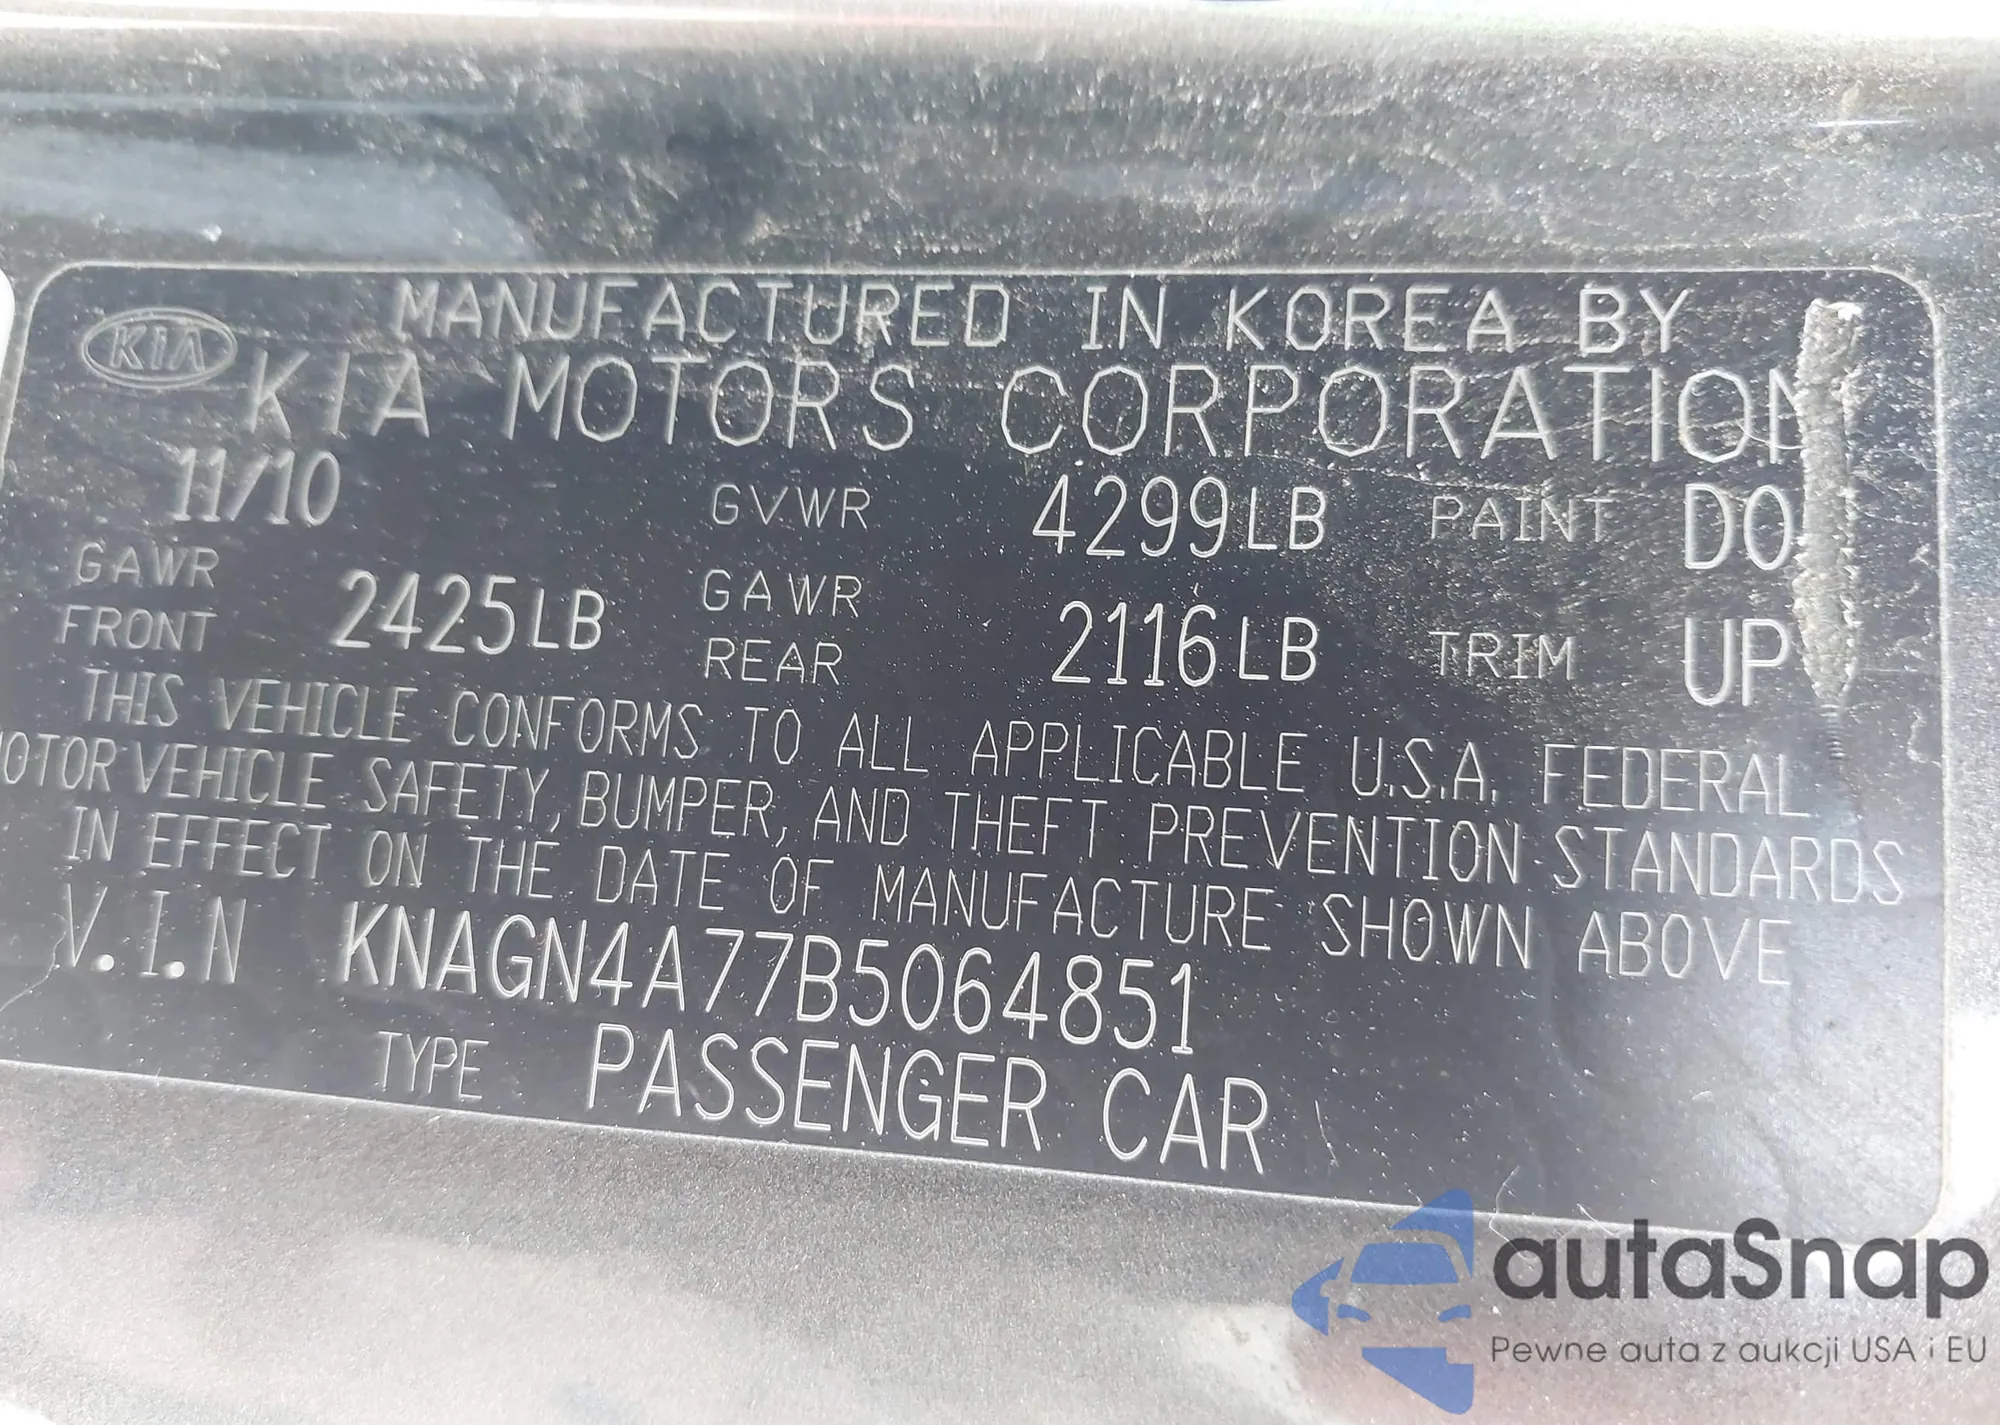 MANUFACTURED IN KOREA BY
KIA KIA MOTORS CORPORATION
11/10 GVWR 4299LB PAINT
GAWR FRONT 2425LB GAWR REAR 2116LB TRIM
THIS VEHICLE CONFORMS TO ALL APPLICABLE U.S.A. FEDERAL
MOTOR VEHICLE SAFETY, BUMPER, AND THEFT PREVENTION STANDARDS
IN EFFECT ON THE DATE OF MANUFACTURE SHOWN ABOVE
V.I.N KNAGN4A77B5064851
TYPE PASSENGER CAR
autaSnap
Pewne auta z aukcji USA i EU